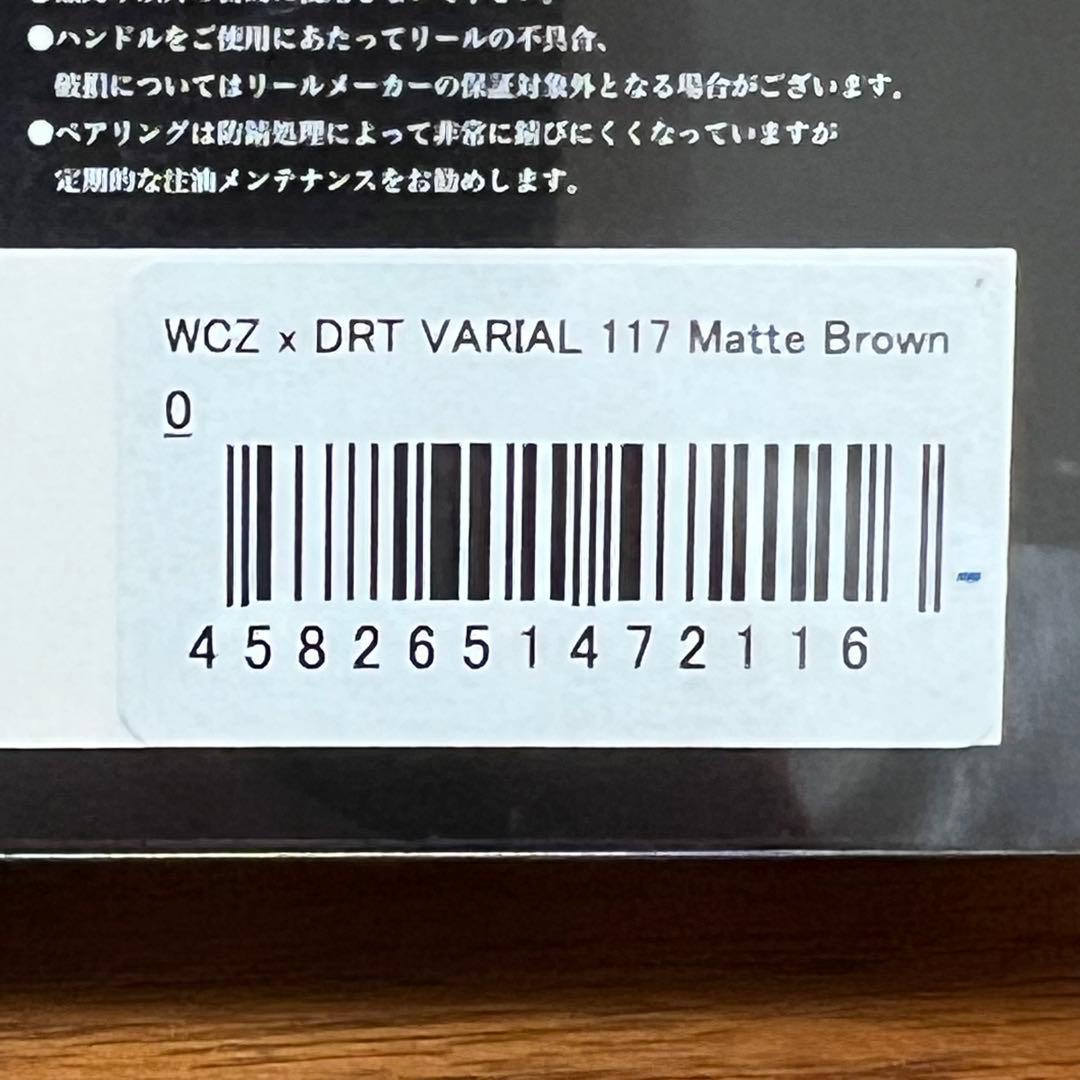 ●ハンドルをご使用にあたってリールの不具合、
破損についてはリールメーカーの保証対象外となる場合がございます。
●ベアリングは防錆処理によって非常に錆びにくくなっていますが
定期的な注油メンテナンスをお勧めします。
WCZ x DRT VARIAL 117 Matte Brown
0
4582651472116